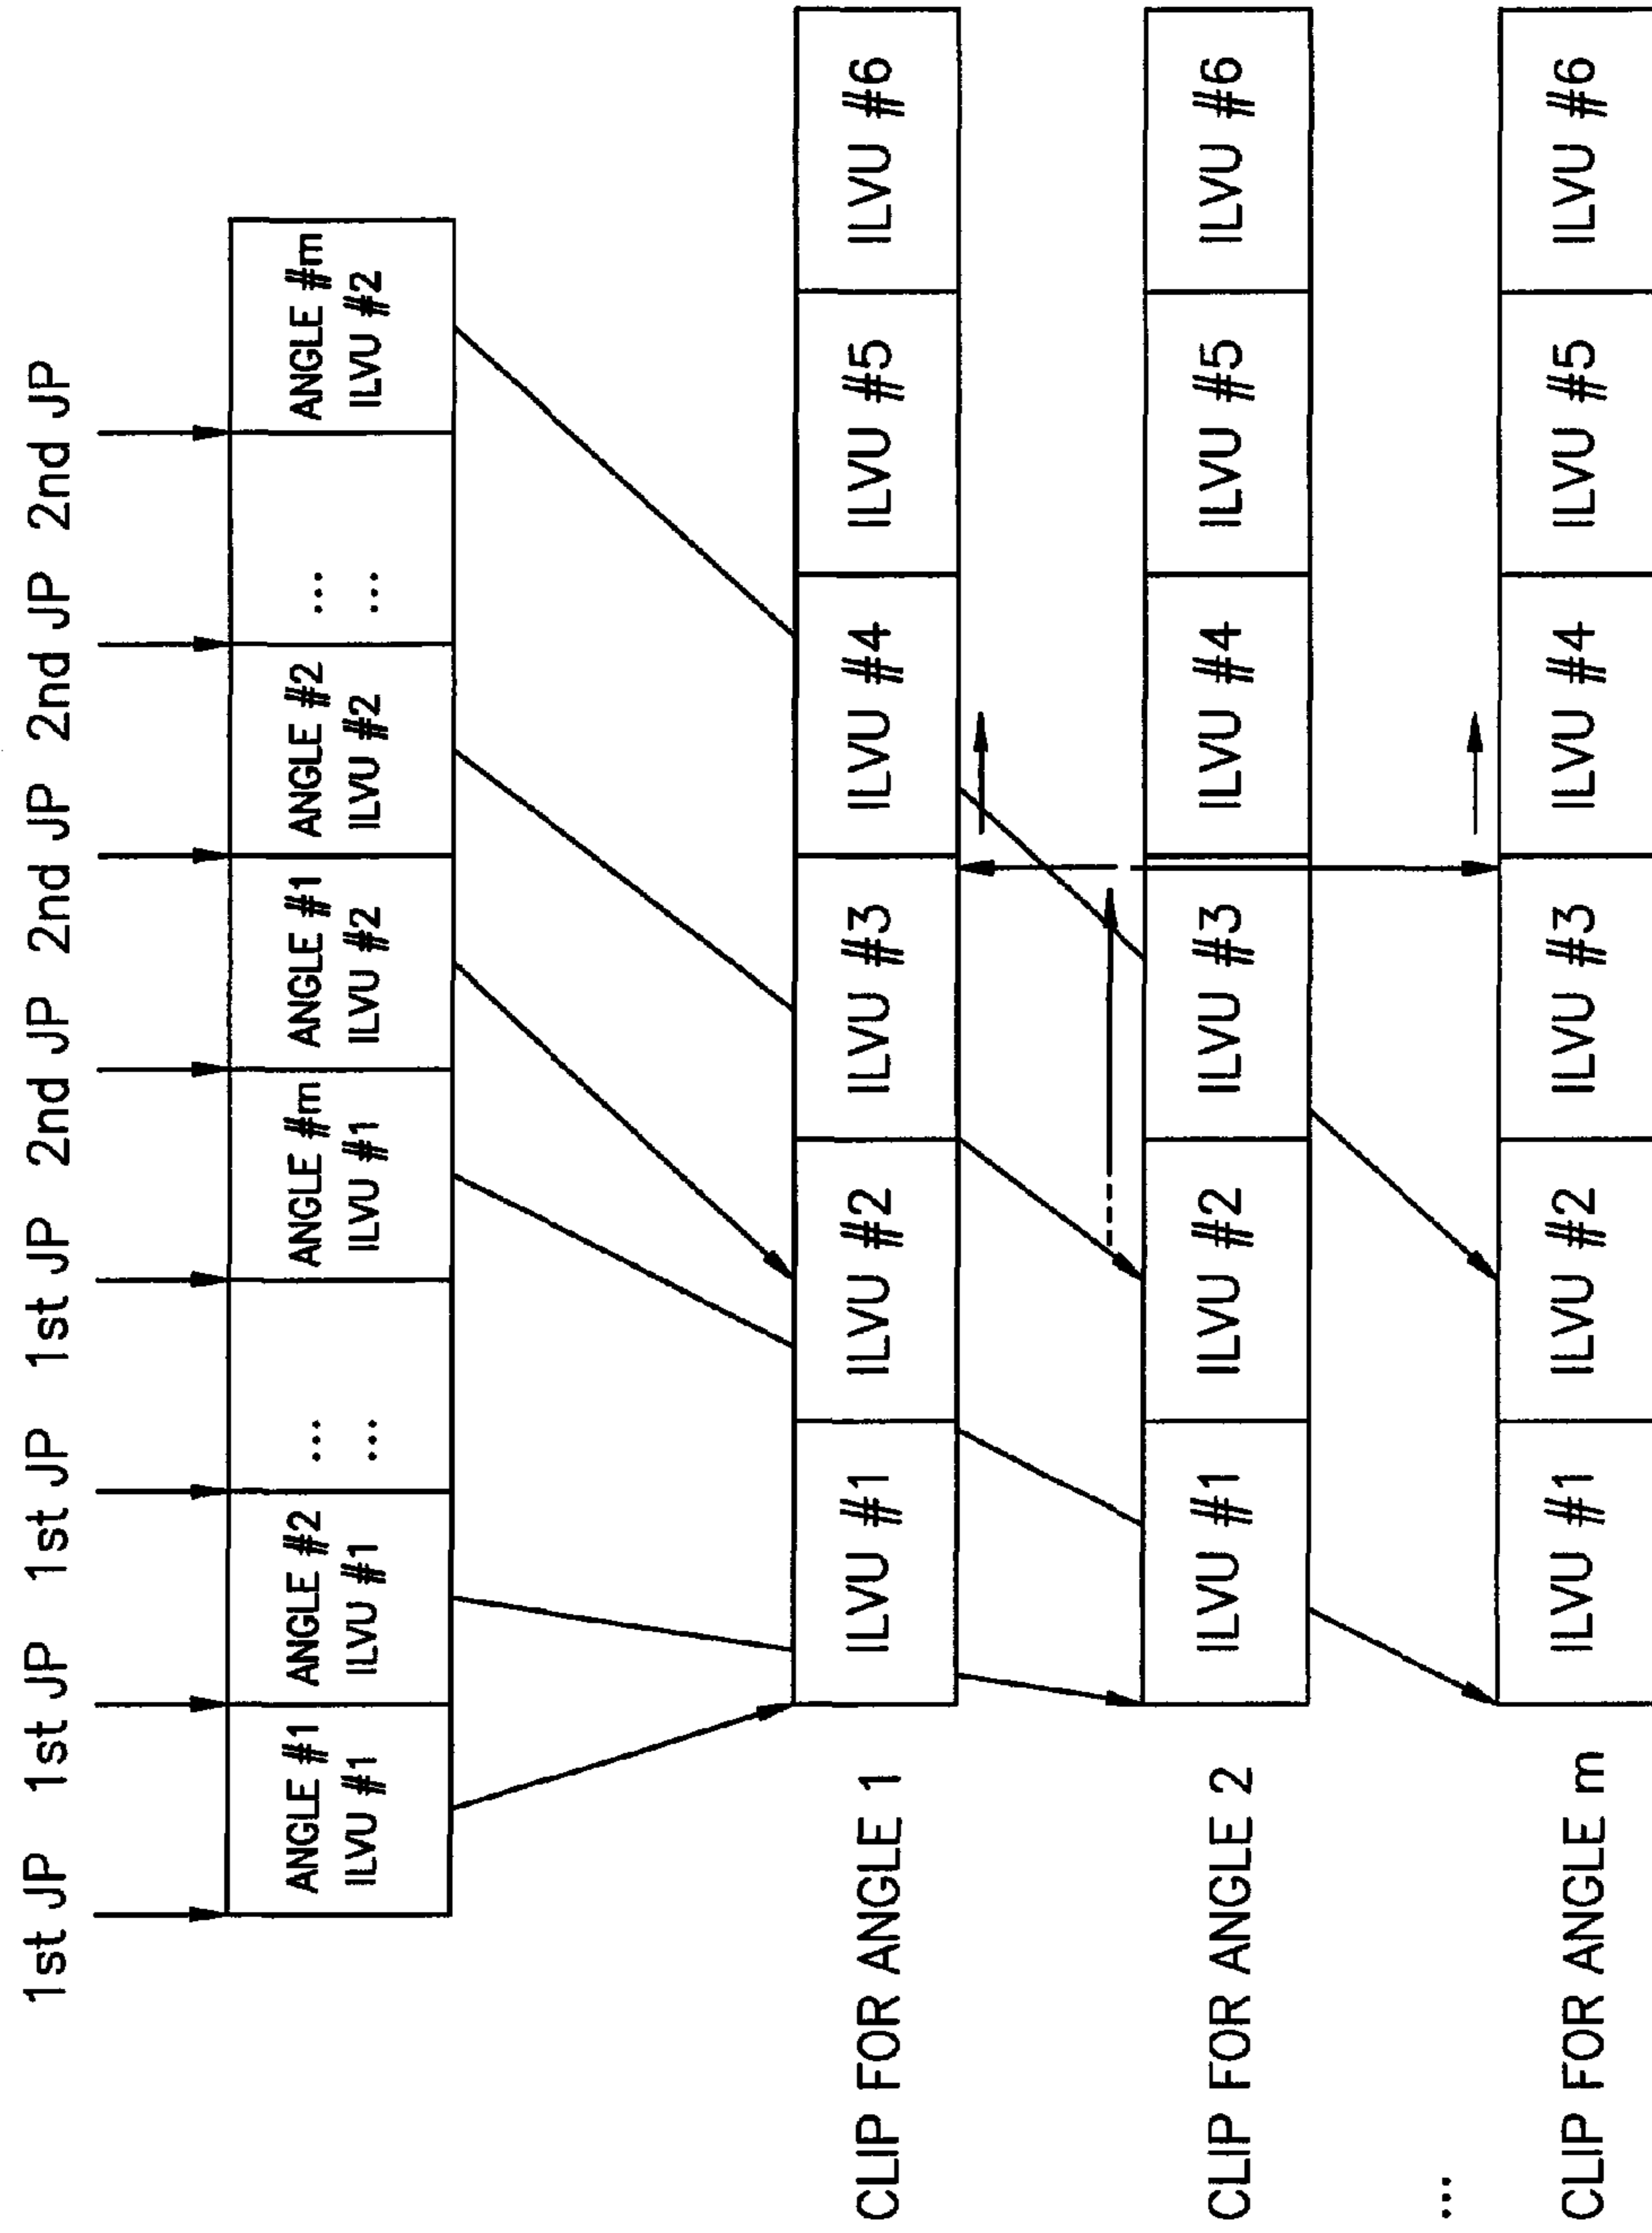 1st JP 1st JP 1st JP 1st JP 2nd JP 2nd JP 2nd JP 2nd JP
ANGLE #1 ANGLE #2 ... ANGLE #m ANGLE #1 ANGLE #2 ... ANGLE #m
ILVU #1 ILVU #1 ... ILVU #1 ILVU #2 ILVU #2 ... ILVU #2
CLIP FOR ANGLE 1 ILVU #1 ILVU #2 ILVU #3 ILVU #4 ILVU #5 ILVU #6
CLIP FOR ANGLE 2 ILVU #1 ILVU #2 ILVU #3 ILVU #4 ILVU #5 ILVU #6
...
CLIP FOR ANGLE m ILVU #1 ILVU #2 ILVU #3 ILVU #4 ILVU #5 ILVU #6